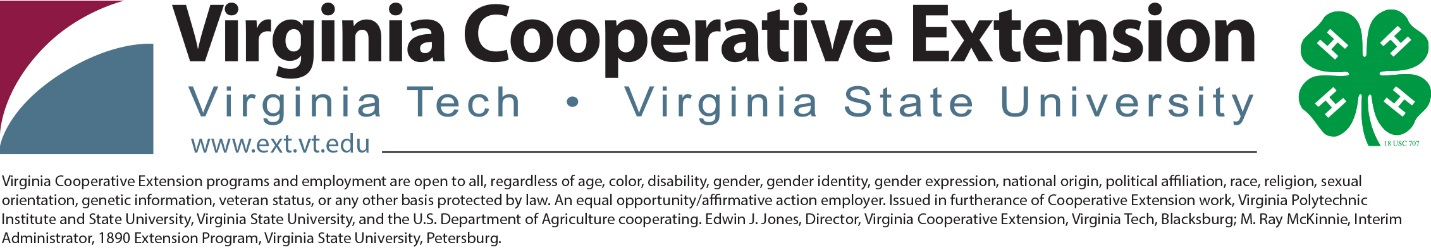 Virginia Cooperative Extension
Virginia Tech • Virginia State University
www.ext.vt.edu
H H
H H
18 USC 707
Virginia Cooperative Extension programs and employment are open to all, regardless of age, color, disability, gender, gender identity, gender expression, national origin, political affiliation, race, religion, sexual
orientation, genetic information, veteran status, or any other basis protected by law. An equal opportunity/affirmative action employer. Issued in furtherance of Cooperative Extension work, Virginia Polytechnic
Institute and State University, Virginia State University, and the U.S. Department of Agriculture cooperating. Edwin J. Jones, Director, Virginia Cooperative Extension, Virginia Tech, Blacksburg; M. Ray McKinnie, Interim
Administrator, 1890 Extension Program, Virginia State University, Petersburg.